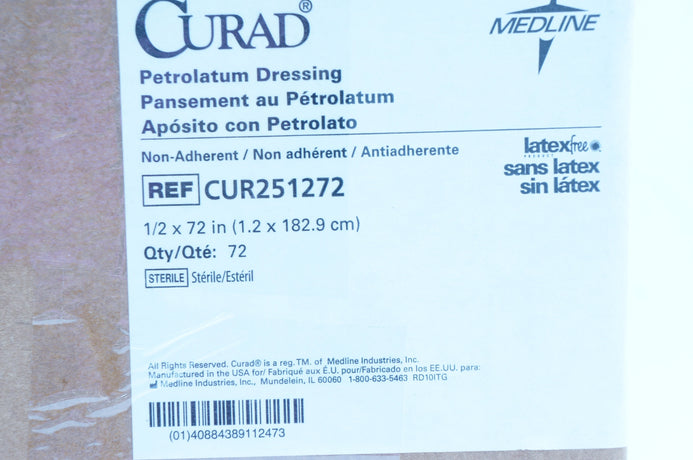 CURAD®
MEDLINE
Petrolatum Dressing
Pansement au Pétrolatum
Apósito con Petrolato
Non-Adherent / Non adhérent / Antiadherente
latexfree
PRODUCT
sans latex
sin látex
REF CUR251272
1/2 x 72 in (1.2 x 182.9 cm)
Qty/Qté: 72
STERILE Stérile/Estéril
All Rights Reserved. Curad® is a reg. TM. of Medline Industries, Inc.
Manufactured in the USA for/ Fabriqué aux É.U. pour/Fabricado en los EE.UU. para:
Medline Industries, Inc., Mundelein, IL 60060 1-800-633-5463 RD10ITG
(01)40884389112473